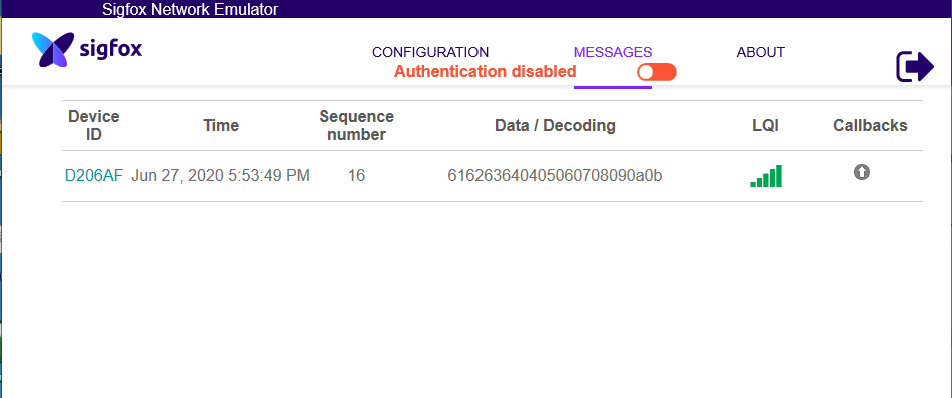 Sigfox Network Emulator
sigfox
CONFIGURATION MESSAGES ABOUT
Authentication disabled
Device ID Time Sequence number Data / Decoding LQI Callbacks
D206AF Jun 27, 2020 5:53:49 PM 16 616263640405060708090a0b